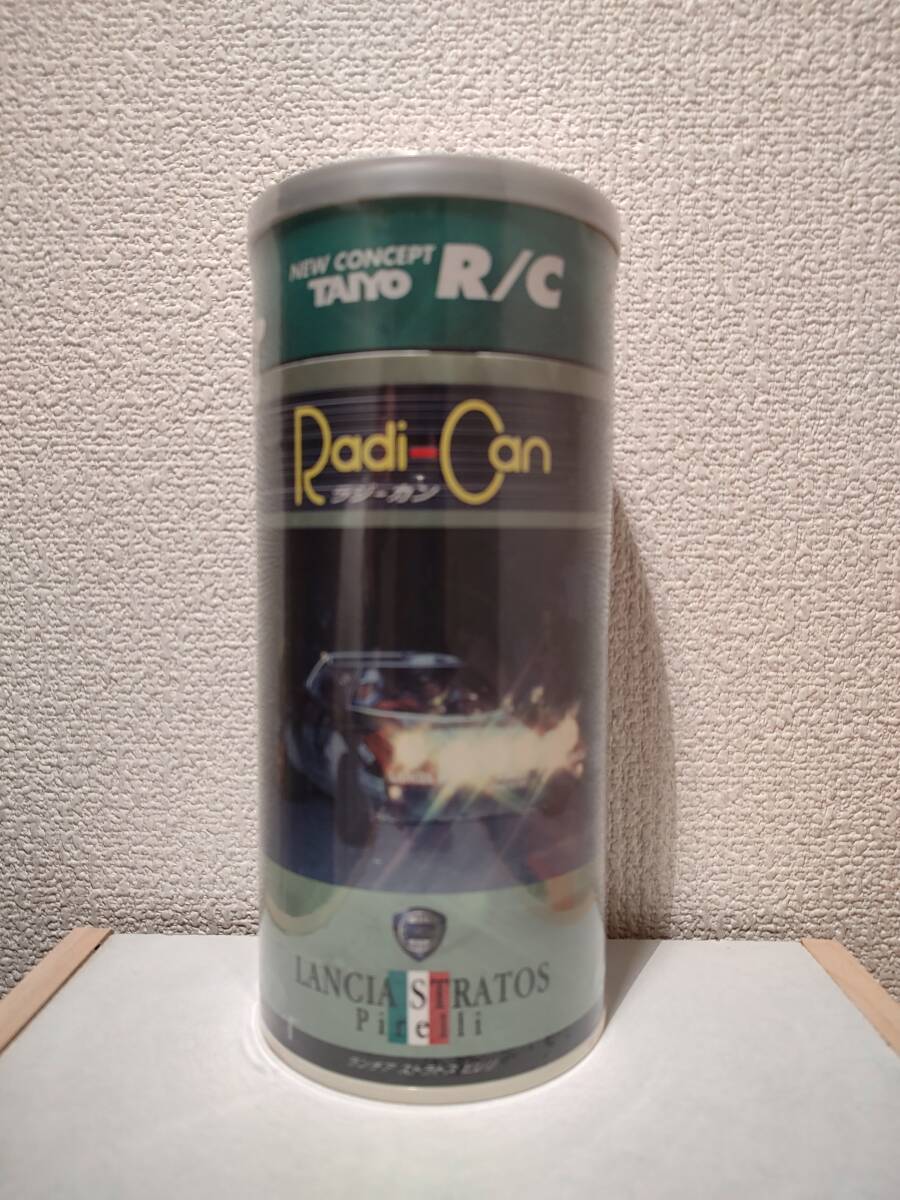 NEW CONCEPT
TAIYO R/C
Radi-Can
ラジ・カン
LANCIA STRATOS
Pirelli
ランチア ストラトス ピレリ